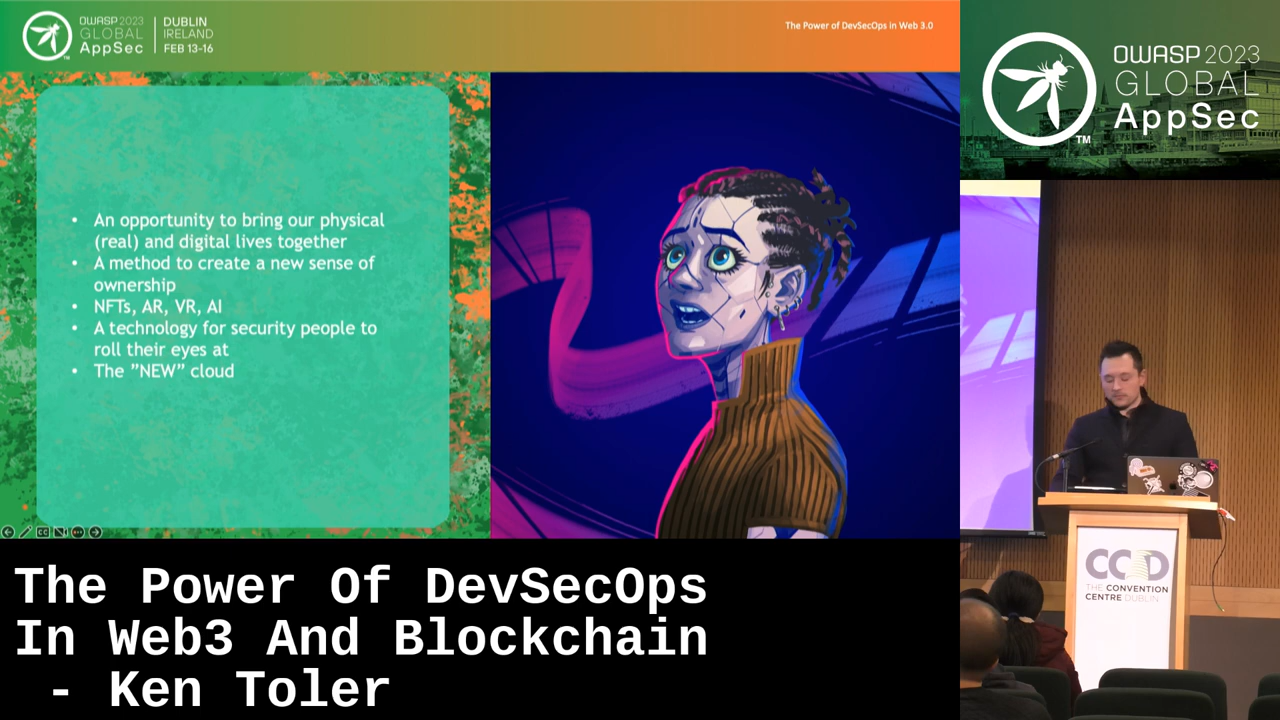 OWASP 2023
GLOBAL
AppSec
TM
DUBLIN
IRELAND
FEB 13-16
The Power of DevSecOps in Web 3.0
• An opportunity to bring our physical
(real) and digital lives together
• A method to create a new sense of
ownership
• NFTs, AR, VR, AI
• A technology for security people to
roll their eyes at
• The ”NEW” cloud
The Power Of DevSecOps
In Web3 And Blockchain
- Ken Toler
OWASP 2023
GLOBAL
AppSec
TM
CCD
THE CONVENTION
CENTRE DUBLIN